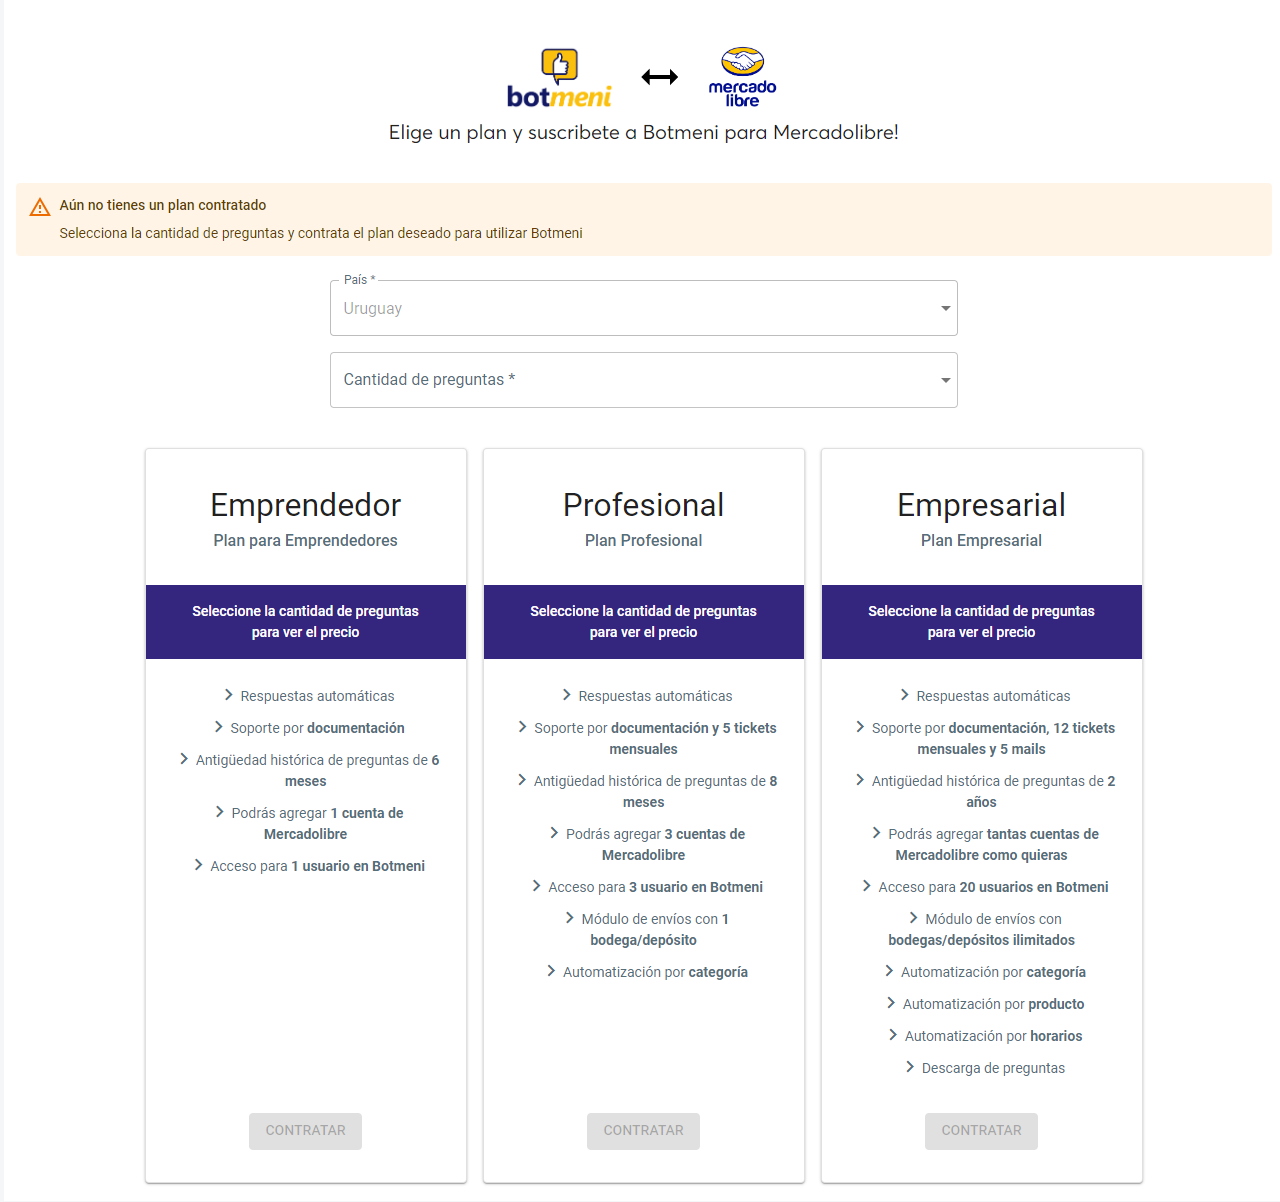 botmeni
mercado
libre
Elige un plan y suscribete a Botmeni para Mercadolibre!
Aún no tienes un plan contratado
Selecciona la cantidad de preguntas y contrata el plan deseado para utilizar Botmeni
País *
Uruguay
Cantidad de preguntas *
Emprendedor
Plan para Emprendedores
Seleccione la cantidad de preguntas
para ver el precio
Respuestas automáticas
Soporte por documentación
Antigüedad histórica de preguntas de 6
meses
Podrás agregar 1 cuenta de
Mercadolibre
Acceso para 1 usuario en Botmeni
CONTRATAR
Profesional
Plan Profesional
Seleccione la cantidad de preguntas
para ver el precio
Respuestas automáticas
Soporte por documentación y 5 tickets
mensuales
Antigüedad histórica de preguntas de 8
meses
Podrás agregar 3 cuentas de
Mercadolibre
Acceso para 3 usuario en Botmeni
Módulo de envíos con 1
bodega/depósito
Automatización por categoría
CONTRATAR
Empresarial
Plan Empresarial
Seleccione la cantidad de preguntas
para ver el precio
Respuestas automáticas
Soporte por documentación, 12 tickets
mensuales y 5 mails
Antigüedad histórica de preguntas de 2
años
Podrás agregar tantas cuentas de
Mercadolibre como quieras
Acceso para 20 usuarios en Botmeni
Módulo de envíos con
bodegas/depósitos ilimitados
Automatización por categoría
Automatización por producto
Automatización por horarios
Descarga de preguntas
CONTRATAR